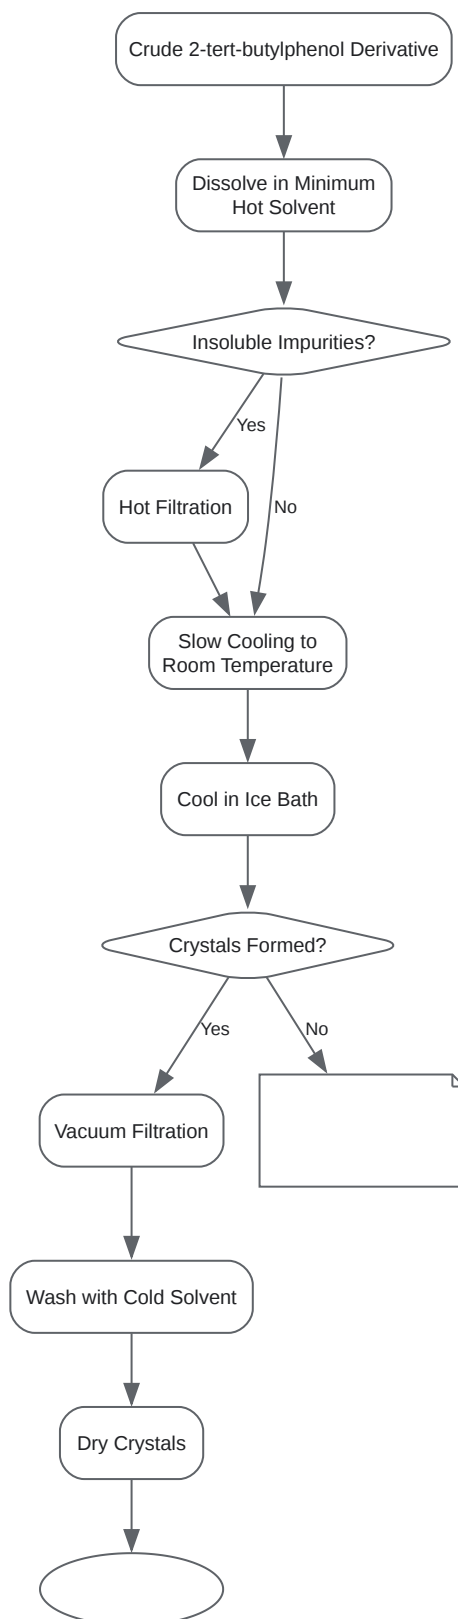 Crude 2-tert-butylphenol Derivative
Dissolve in Minimum
Hot Solvent
Insoluble Impurities?
Yes
Hot Filtration
No
Slow Cooling to
Room Temperature
Cool in Ice Bath
Crystals Formed?
Yes
No
Vacuum Filtration
Wash with Cold Solvent
Dry Crystals